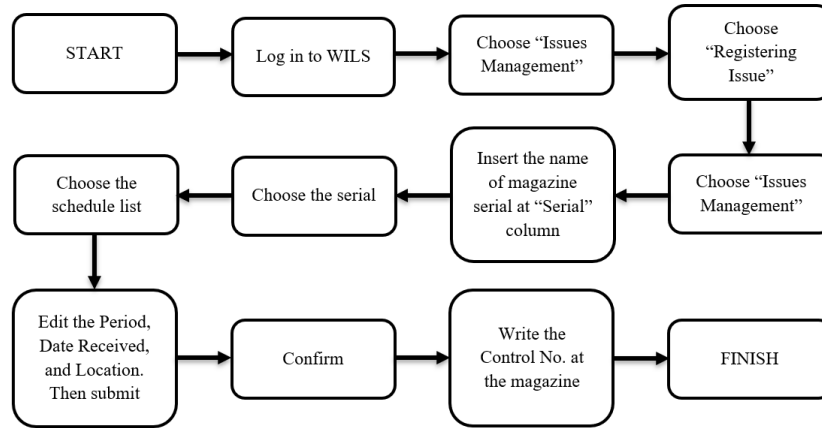 START
Log in to WILS
Choose “Issues
Management”
Choose
“Registering
Issue”
Choose “Issues
Management”
Insert the name
of magazine
serial at “Serial”
column
Choose the serial
Choose the
schedule list
Edit the Period,
Date Received,
and Location.
Then submit
Confirm
Write the
Control No. at
the magazine
FINISH